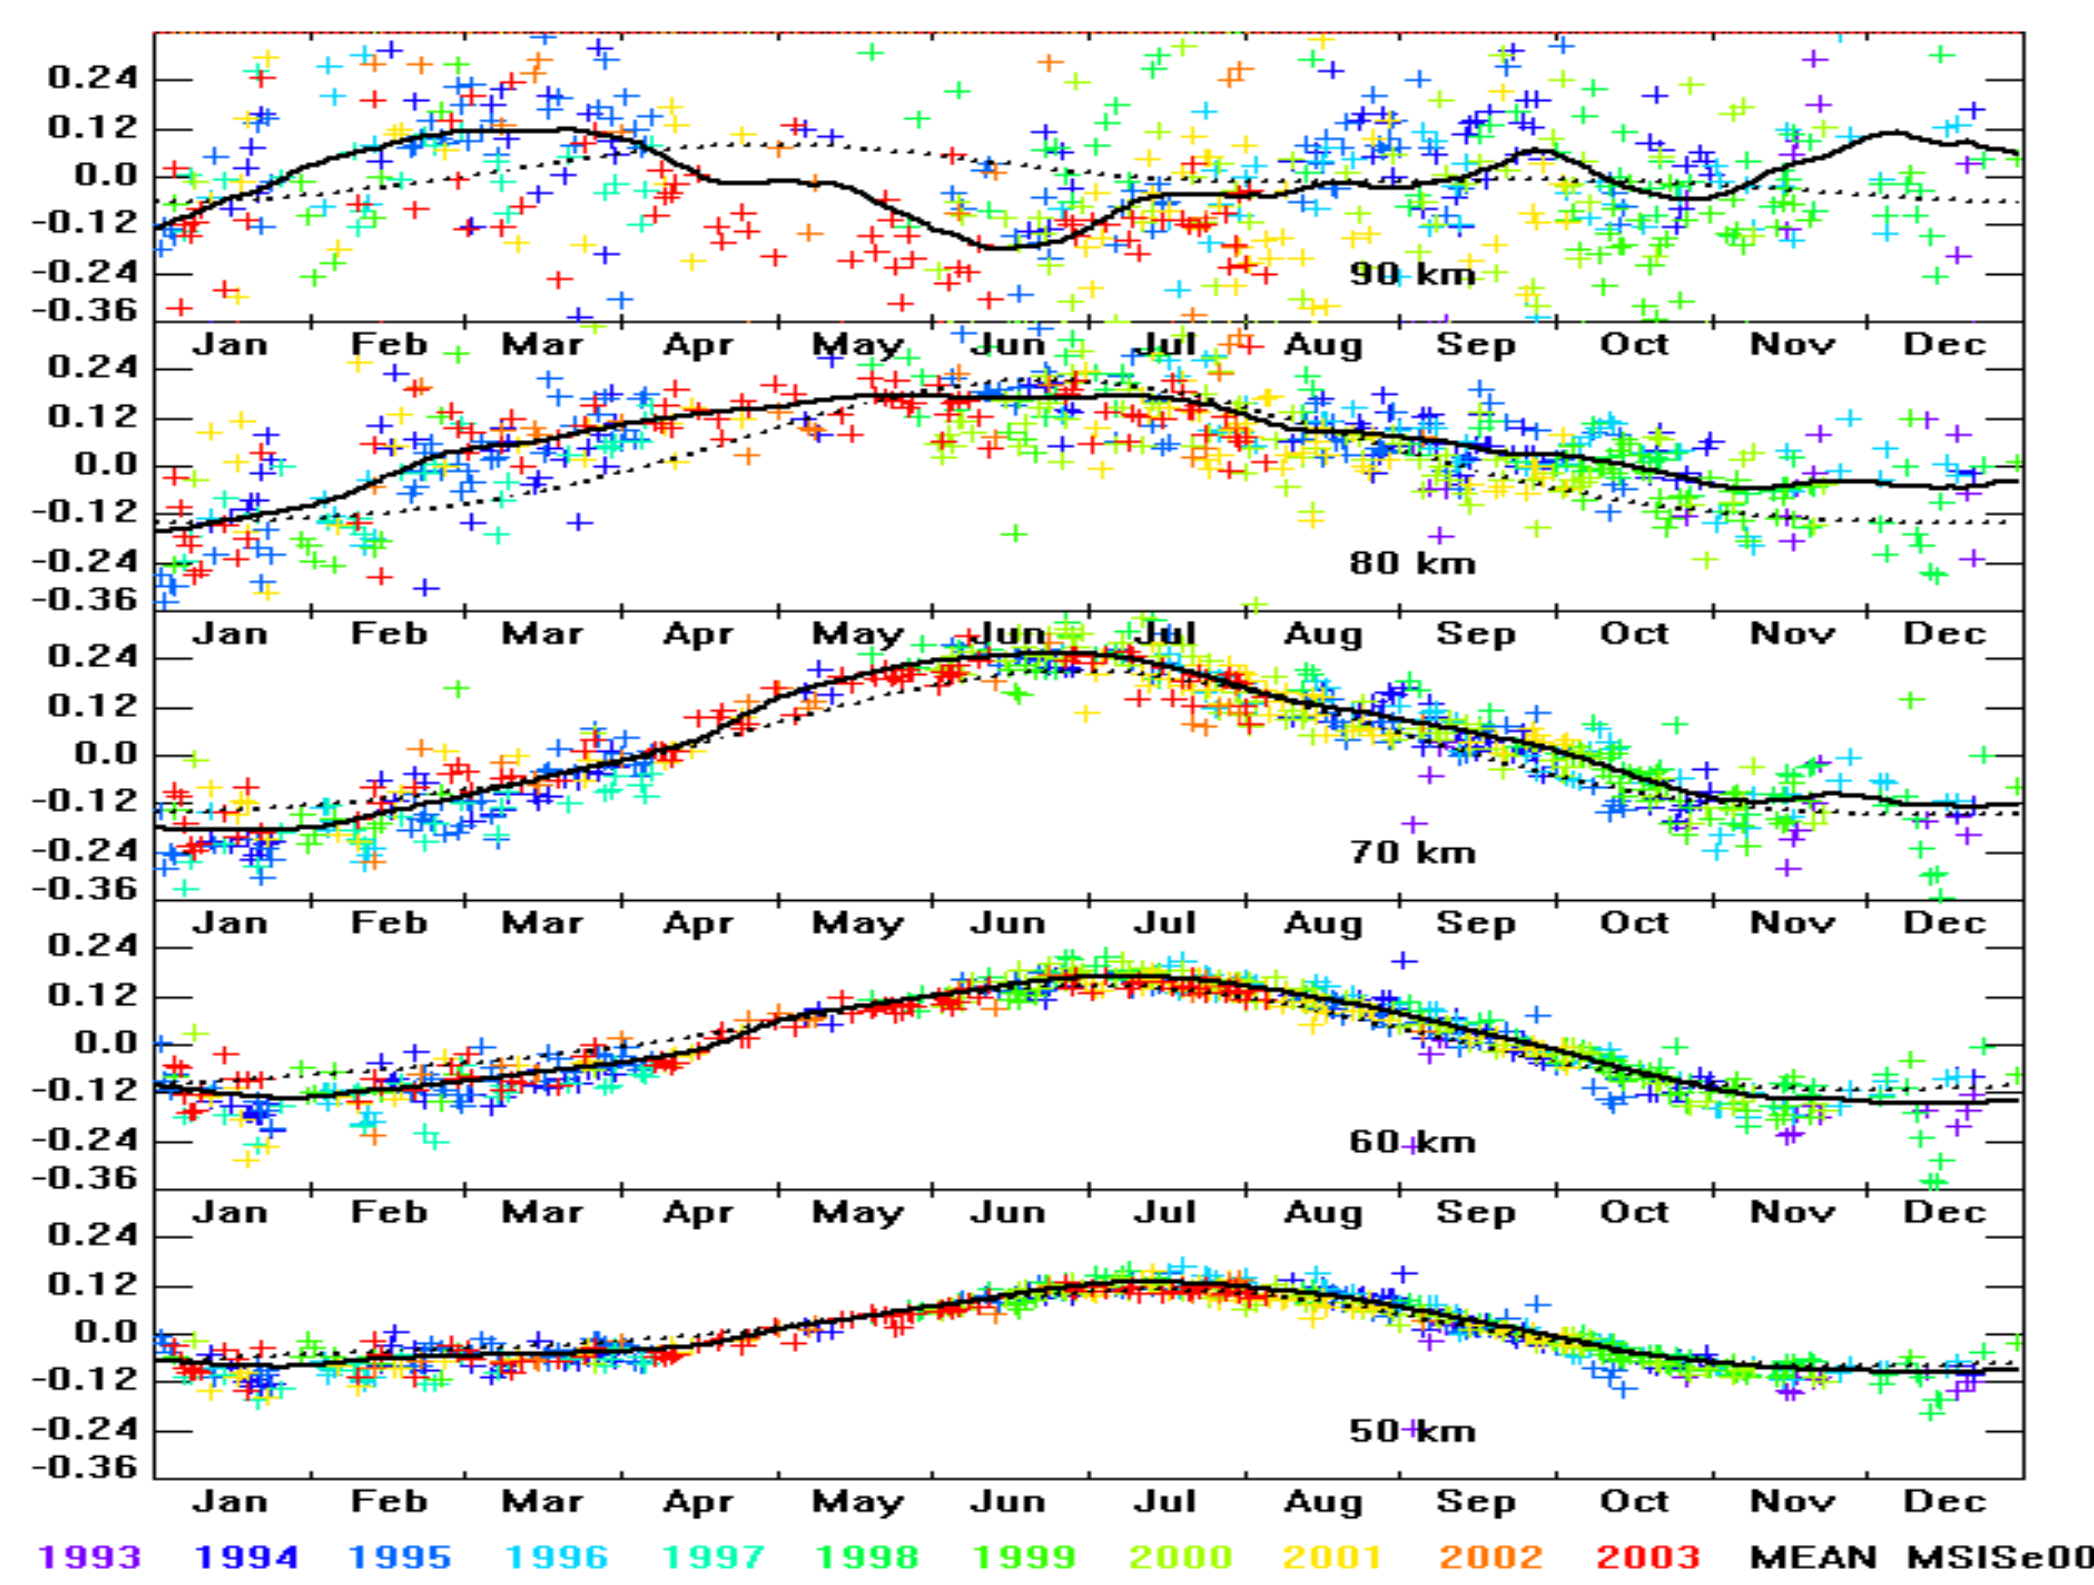 0.24
0.12
0.0
-0.12
-0.24
-0.36
90 km
Jan Feb Mar Apr May Jun Jul Aug Sep Oct Nov Dec
0.24
0.12
0.0
-0.12
-0.24
-0.36
80 km
Jan Feb Mar Apr May Jun Jul Aug Sep Oct Nov Dec
0.24
0.12
0.0
-0.12
-0.24
-0.36
70 km
Jan Feb Mar Apr May Jun Jul Aug Sep Oct Nov Dec
0.24
0.12
0.0
-0.12
-0.24
-0.36
60 km
Jan Feb Mar Apr May Jun Jul Aug Sep Oct Nov Dec
0.24
0.12
0.0
-0.12
-0.24
-0.36
50 km
Jan Feb Mar Apr May Jun Jul Aug Sep Oct Nov Dec
1993 1994 1995 1996 1997 1998 1999 2000 2001 2002 2003 MEAN MSISe00